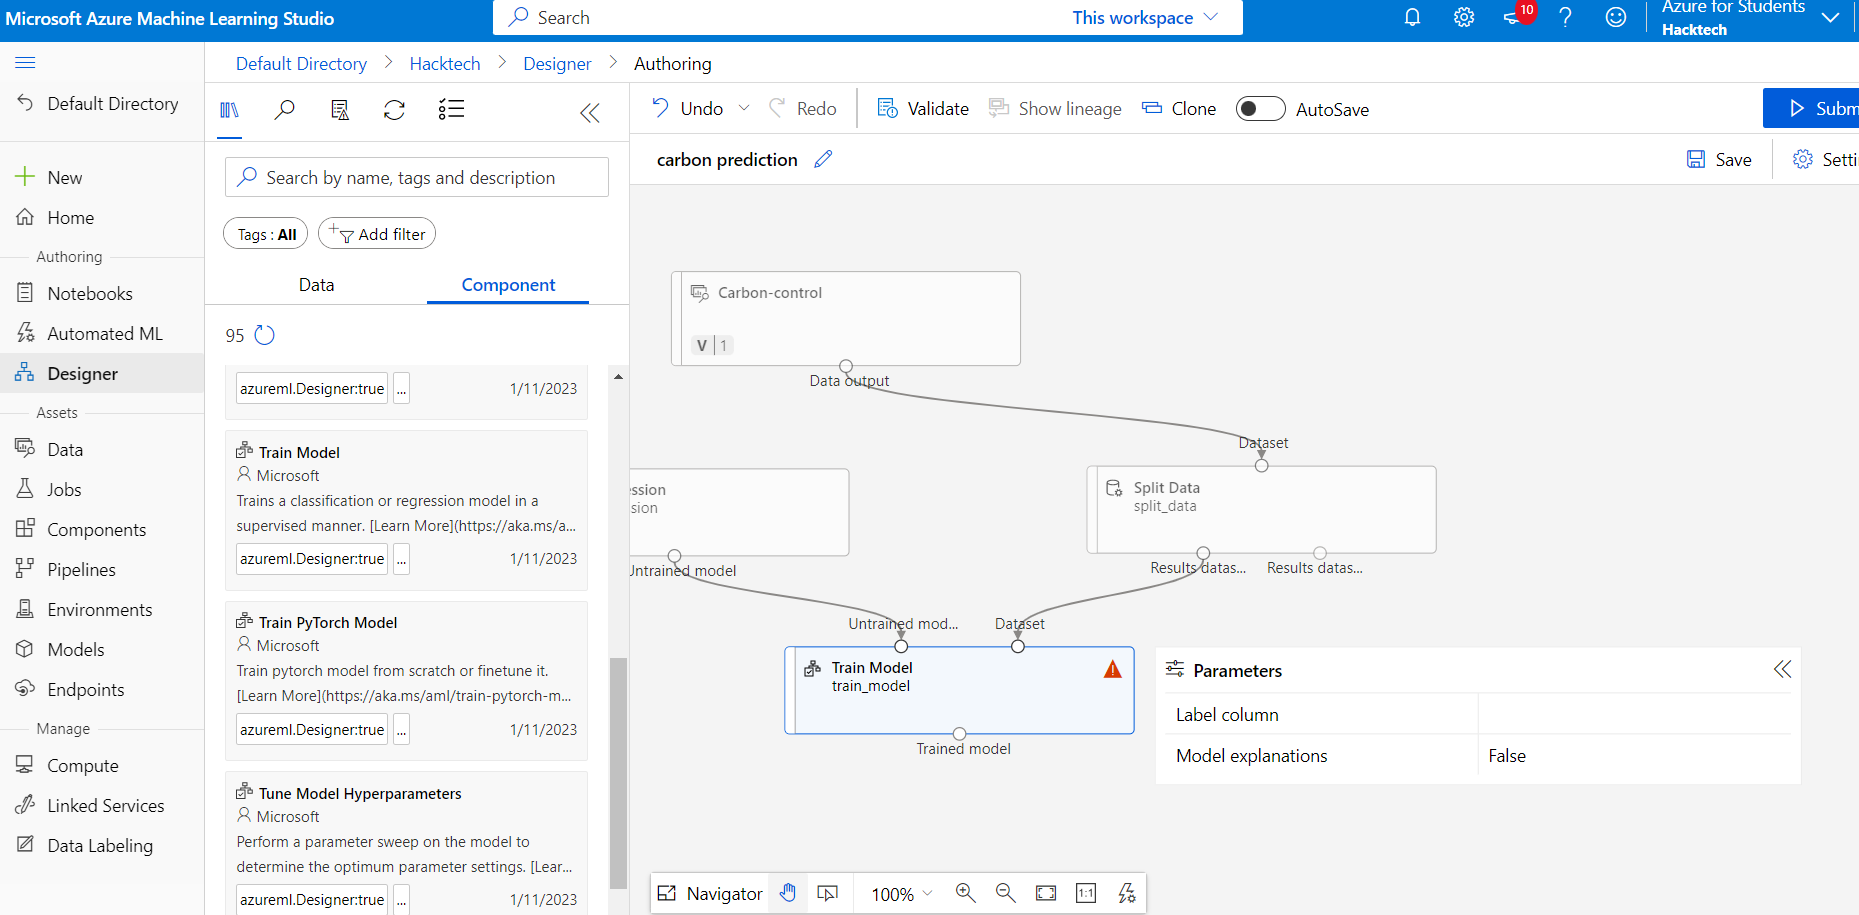 Microsoft Azure Machine Learning Studio
Search
This workspace
10
Azure for Students
Hacktech
Default Directory
Hacktech
Designer
Authoring
Default Directory
New
Home
Authoring
Notebooks
Automated ML
Designer
Assets
Data
Jobs
Components
Pipelines
Environments
Models
Endpoints
Manage
Compute
Linked Services
Data Labeling
Search by name, tags and description
Tags : All
Add filter
Data
Component
95
azureml.Designer:true
...
1/11/2023
Train Model
Microsoft
Trains a classification or regression model in a
supervised manner. [Learn More](https://aka.ms/a...
azureml.Designer:true
...
1/11/2023
Train PyTorch Model
Microsoft
Train pytorch model from scratch or finetune it.
[Learn More](https://aka.ms/aml/train-pytorch-m...
azureml.Designer:true
...
1/11/2023
Tune Model Hyperparameters
Microsoft
Perform a parameter sweep on the model to
determine the optimum parameter settings. [Lear...
azureml.Designer:true
...
1/11/2023
Undo
Redo
Validate
Show lineage
Clone
AutoSave
Subm
carbon prediction
Save
Setti
Carbon-control
V | 1
Data output
Dataset
ession
sion
Untrained model
Split Data
split_data
Results datas...
Results datas...
Untrained mod...
Dataset
Train Model
train_model
Trained model
Parameters
Label column
Model explanations
False
Navigator
100%
1:1